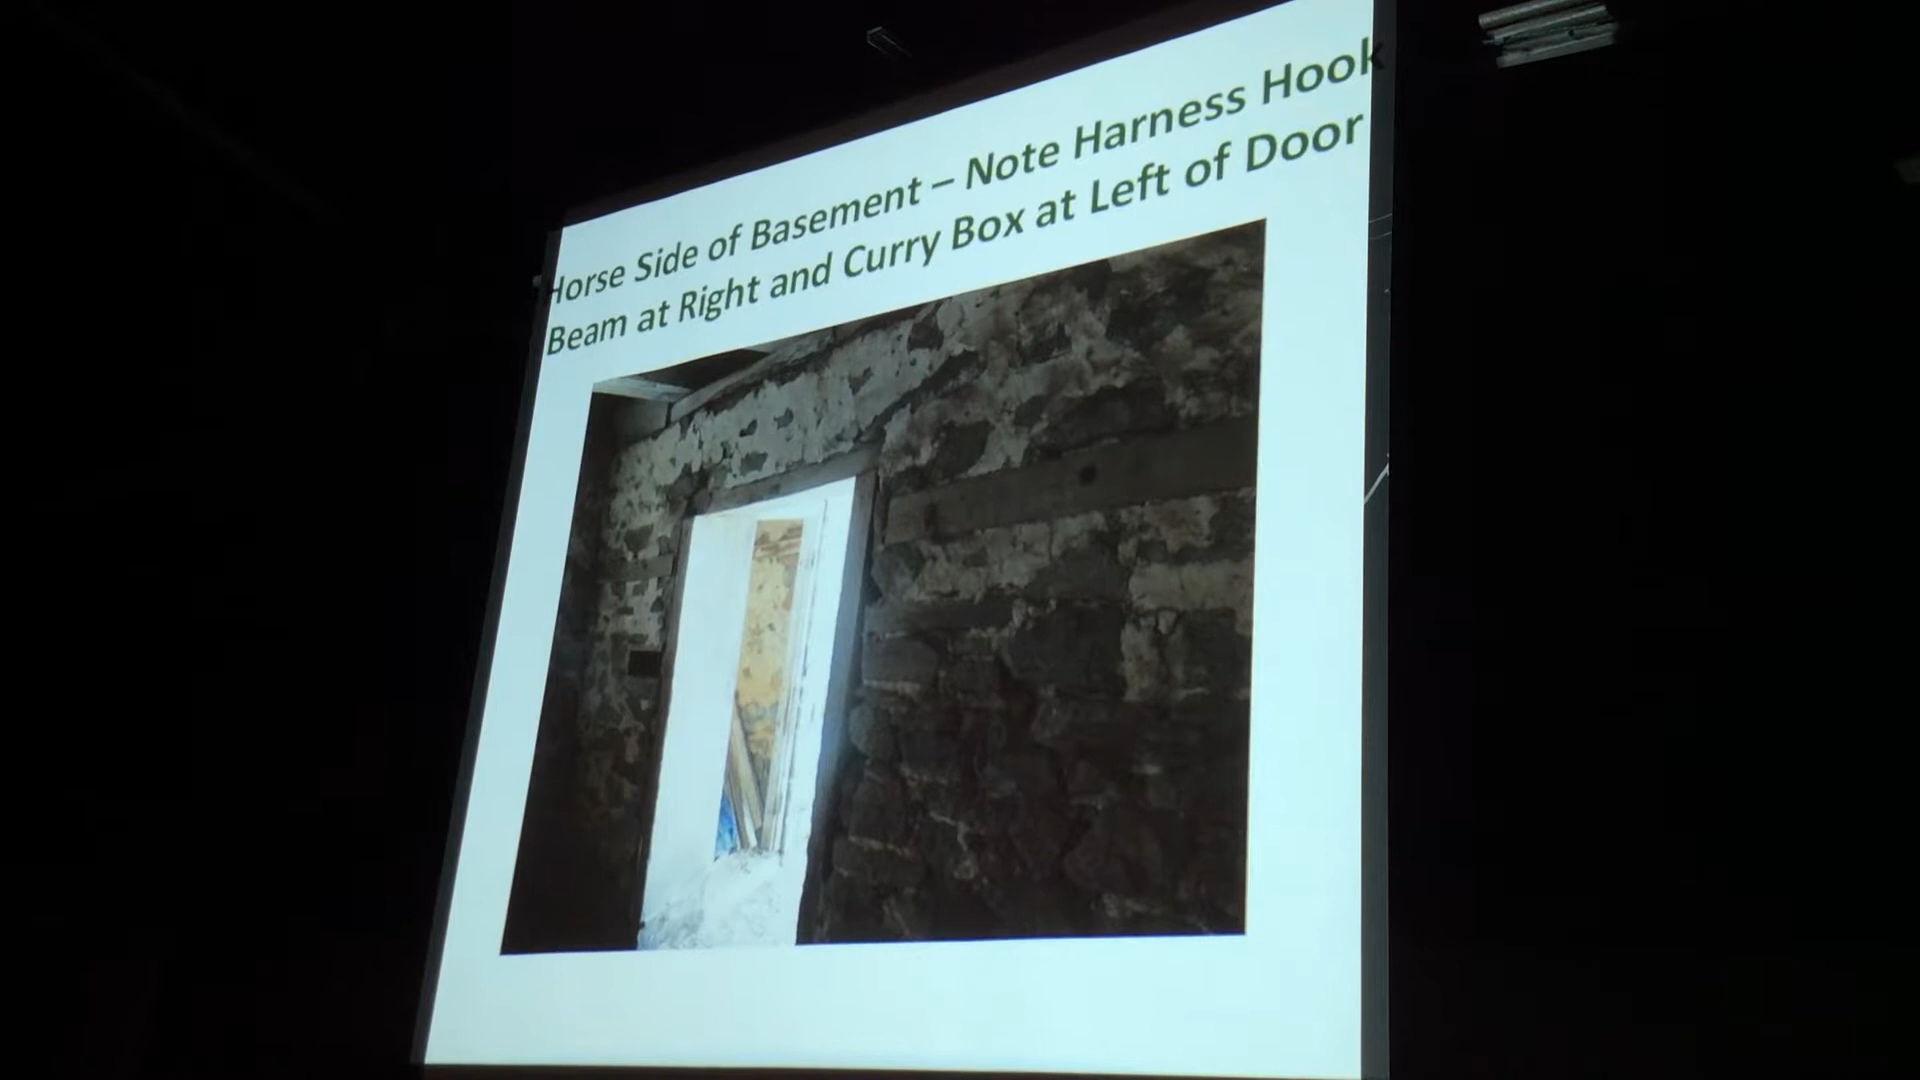 Horse Side of Basement – Note Harness Hook
Beam at Right and Curry Box at Left of Door